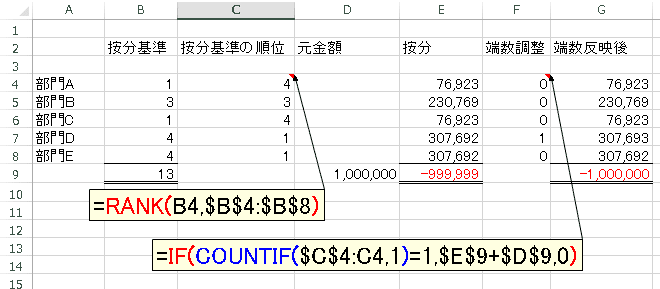 A B C D E F G
1
2 按分基準 按分基準の順位 元金額 按分 端数調整 端数反映後
3
4 部門A 1 4 76,923 0 76,923
5 部門B 3 3 230,769 0 230,769
6 部門C 1 4 76,923 0 76,923
7 部門D 4 1 307,692 1 307,693
8 部門E 4 1 307,692 0 307,692
9 13 1,000,000 -999,999 -1,000,000
10
=RANK(B4,$B$4:$B$8)
11
12
13
=IF(COUNTIF($C$4:C4,1)=1,$E$9+$D$9,0)
14
15